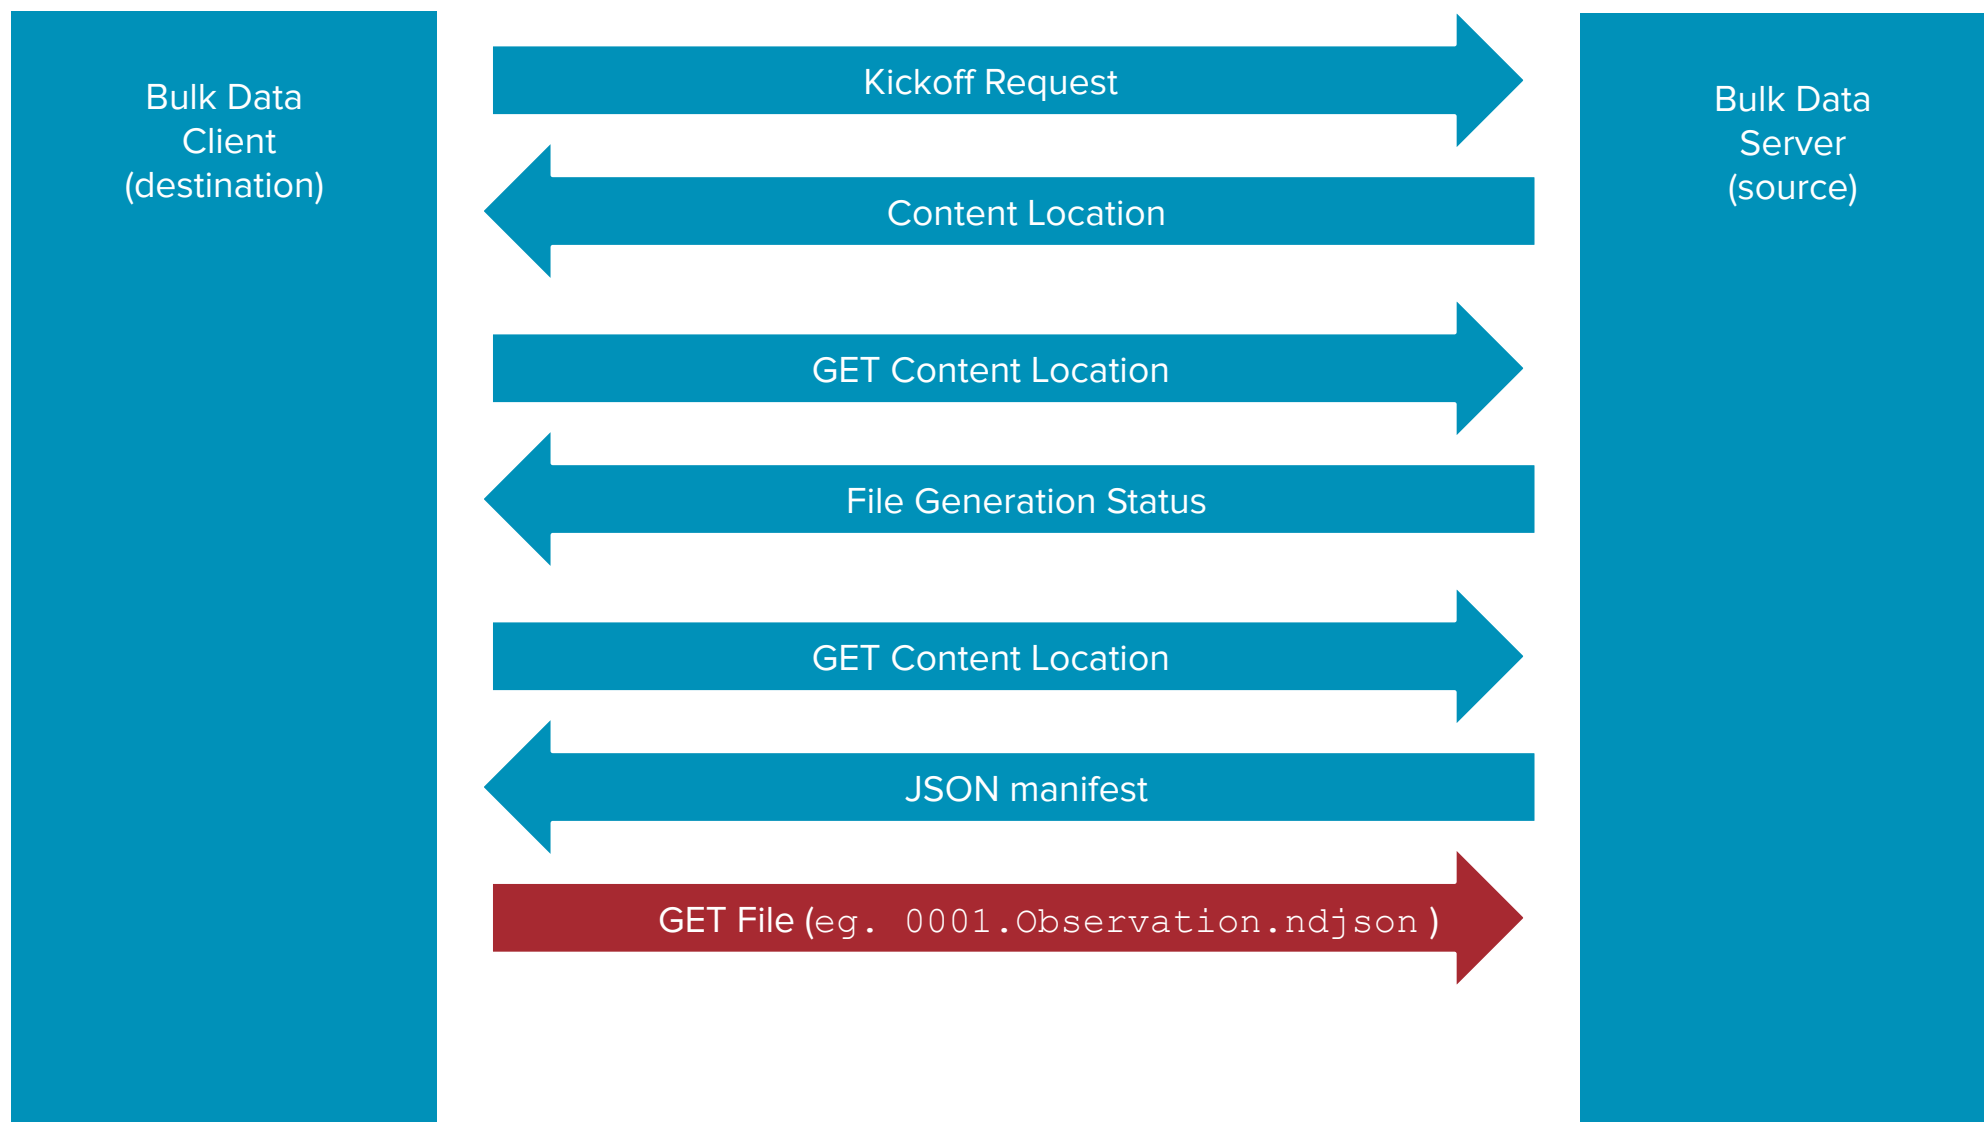 Bulk Data
Client
(destination)
Kickoff Request
Content Location
GET Content Location
File Generation Status
GET Content Location
JSON manifest
GET File (eg. 0001.Observation.ndjson )
Bulk Data
Server
(source)